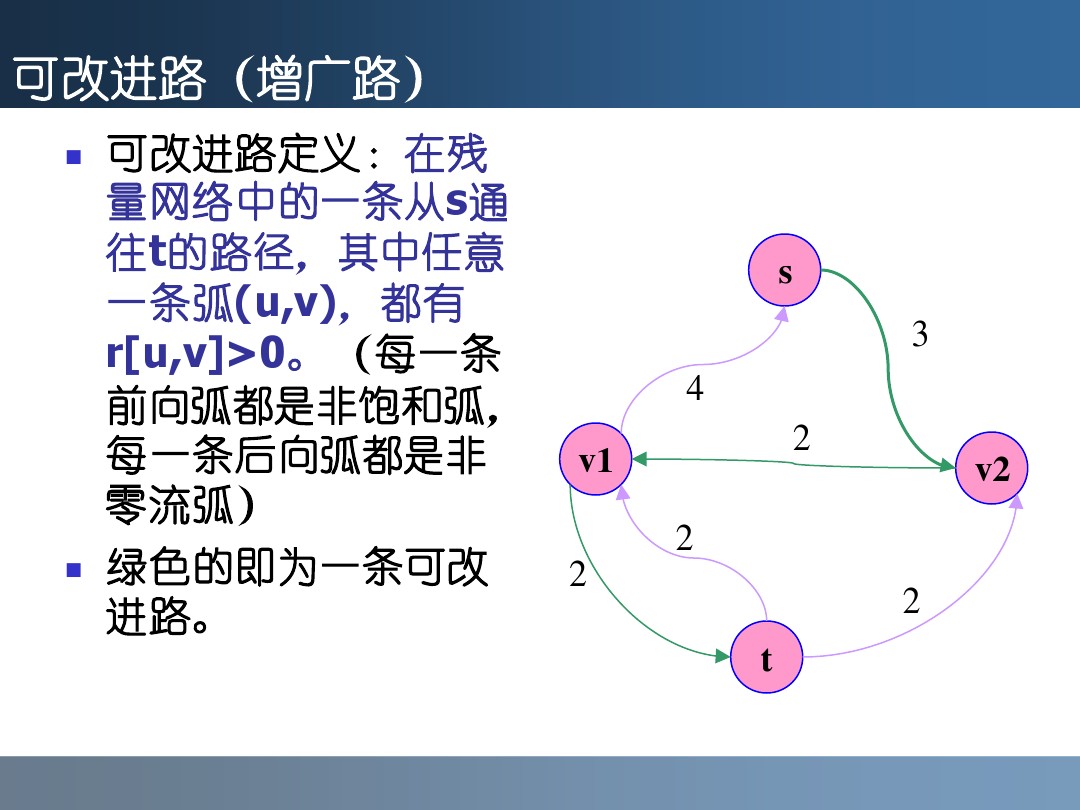 可改进路（增广路）
可改进路定义：在残
量网络中的一条从s通
往t的路径，其中任意
一条弧(u,v)，都有
r[u,v]>0。（每一条
前向弧都是非饱和弧，
每一条后向弧都是非
零流弧）
绿色的即为一条可改
进路。
s
3
4
2
v1
v2
2
2
2
t